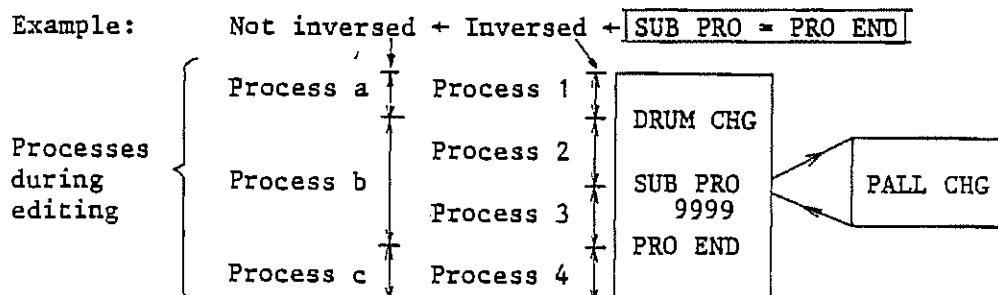 Example: Not inversed ← Inversed ← SUB PRO = PRO END
Process a Process 1
DRUM CHG
Processes during editing
Process 2
Process b
SUB PRO 9999
PALL CHG
Process 3
PRO END
Process c Process 4